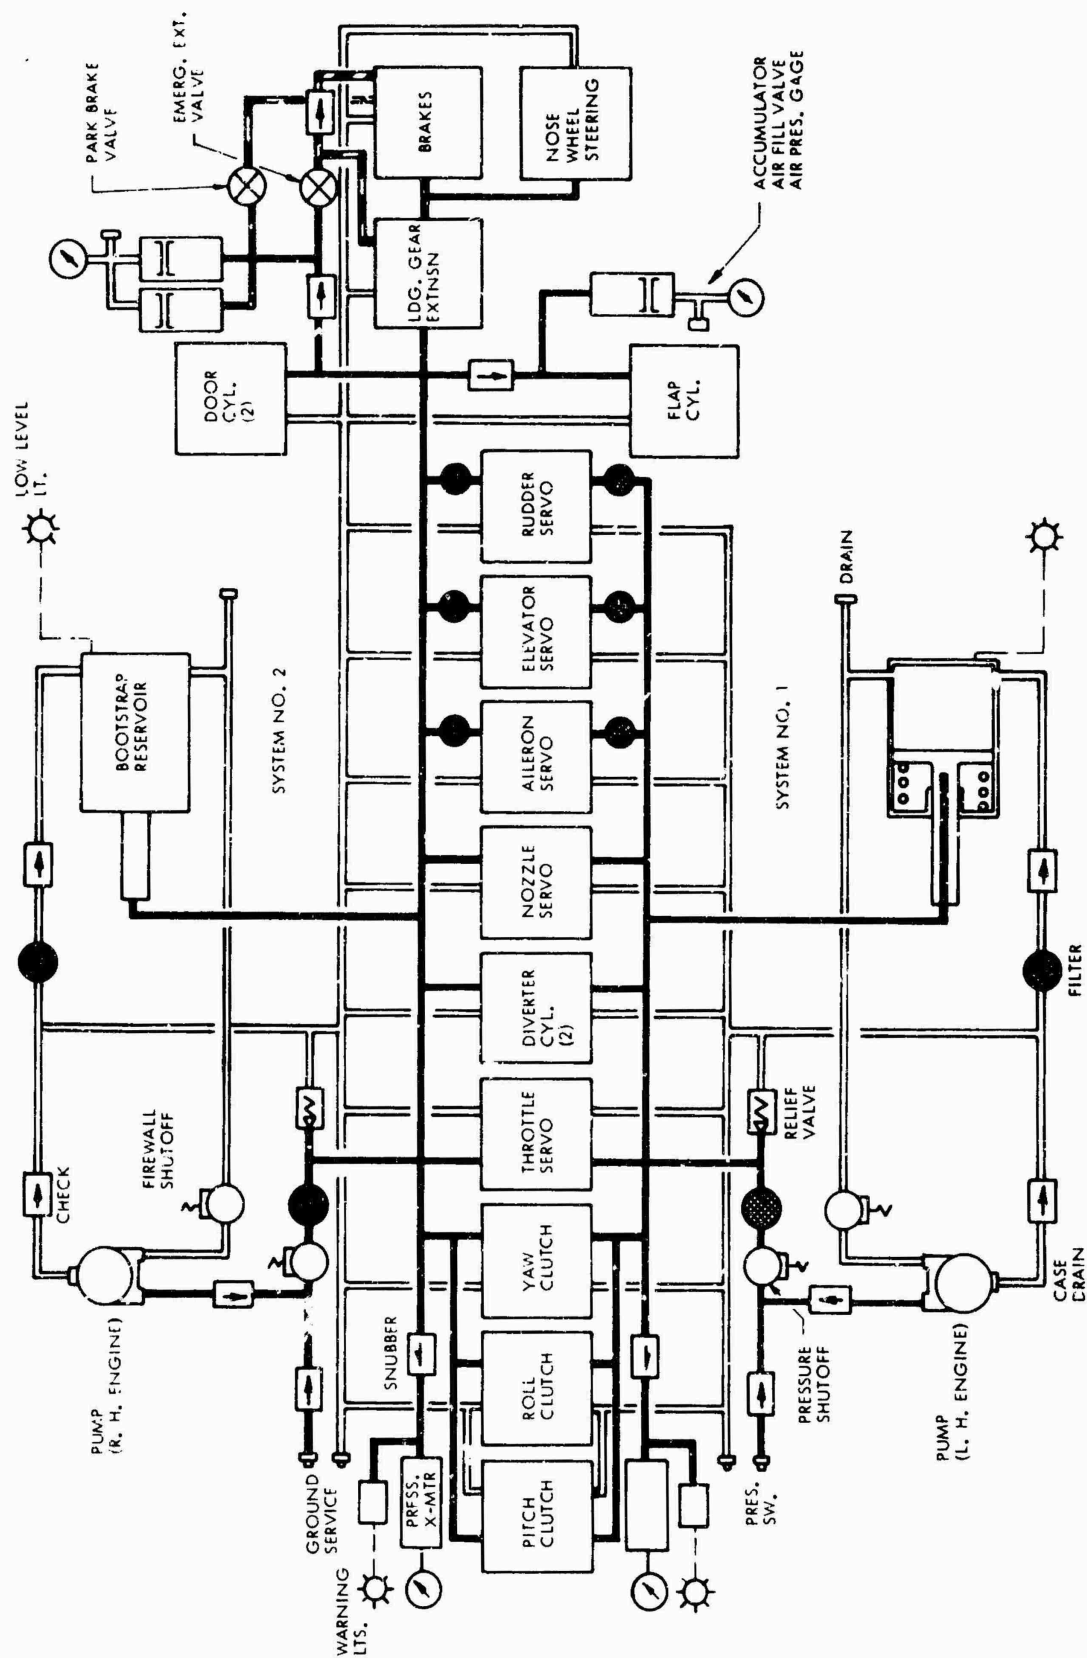 PUMP
(R. H. ENGINE)
CHECK
FIREWALL
SHUTOFF
BOOTSTRAP
RESERVOIR
LOW LEVEL
LT.
PARK BRAKE
VALVE
EMERG. EXT.
VALVE
SYSTEM NO. 2
DOOR
CYL.
(2)
GROUND
SERVICE
WARNING
LTS.
SNUBBER
PRESS.
X-MTR
LDG. GEAR
EXTNSN
BRAKES
NOSE
WHEEL
STEERING
PITCH
CLUTCH
ROLL
CLUTCH
YAW
CLUTCH
THROTTLE
SERVO
DIVERTER
CYL.
(2)
NOZZLE
SERVO
AILERON
SERVO
ELEVATOR
SERVO
RUDDER
SERVO
FLAP
CYL.
ACCUMULATOR
AIR FILL VALVE
AIR PRES. GAGE
PRES.
SW.
PRESSURE
SHUTOFF
RELIEF
VALVE
SYSTEM NO. 1
DRAIN
PUMP
(L. H. ENGINE)
CASE
DRAIN
FILTER